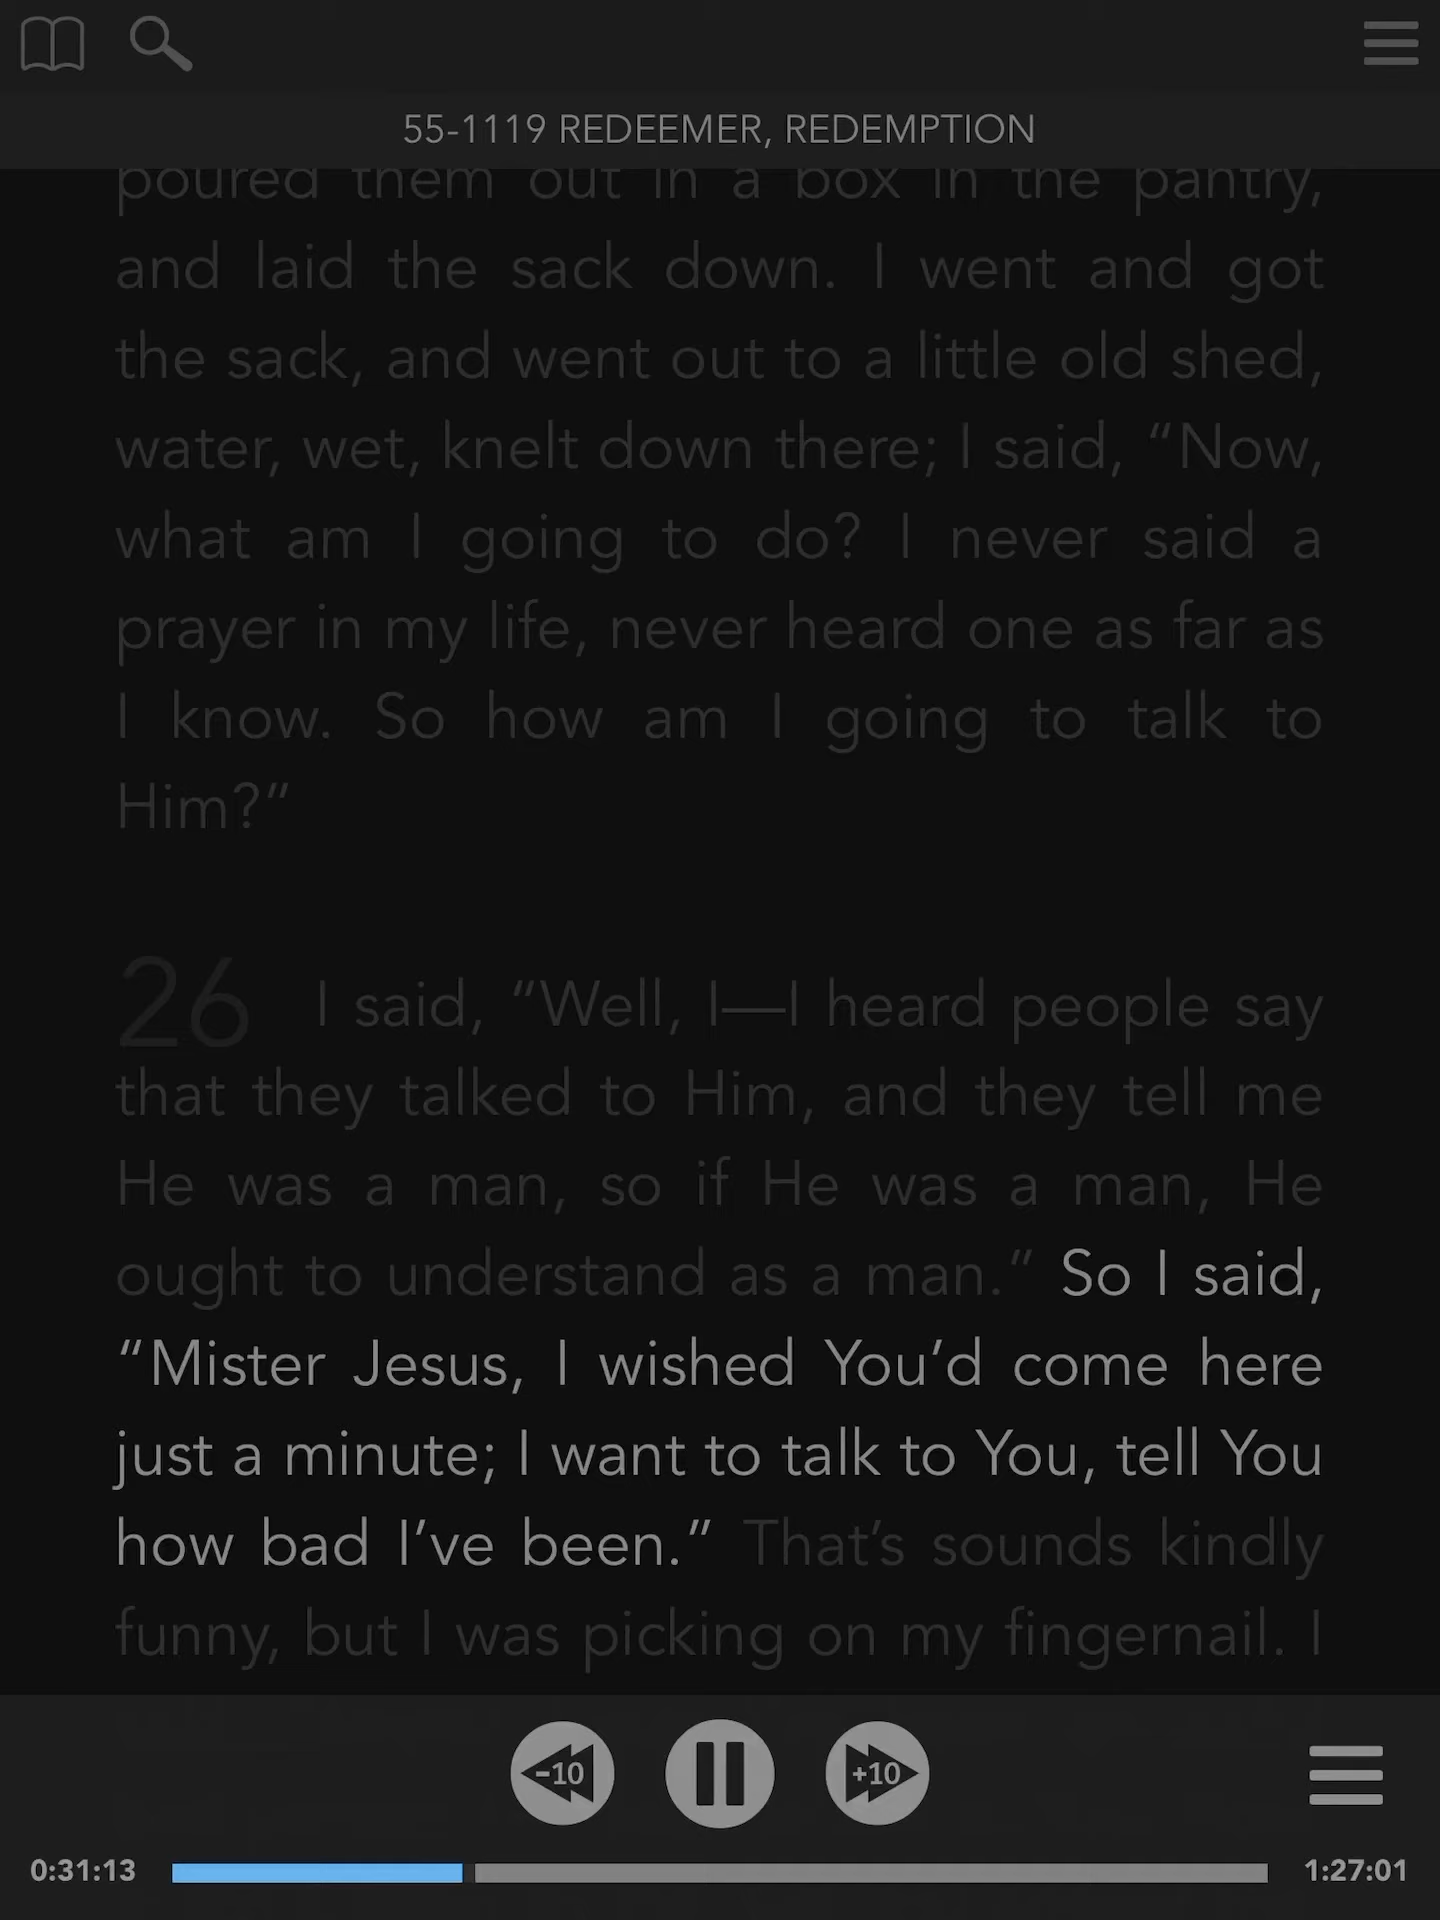 55-1119 REDEEMER, REDEMPTION
poured them out in a box in the pantry,
and laid the sack down. I went and got
the sack, and went out to a little old shed,
water, wet, knelt down there; I said, “Now,
what am I going to do? I never said a
prayer in my life, never heard one as far as
I know. So how am I going to talk to
Him?”
26 I said, “Well, I—I heard people say
that they talked to Him, and they tell me
He was a man, so if He was a man, He
ought to understand as a man.” So I said,
“Mister Jesus, I wished You’d come here
just a minute; I want to talk to You, tell You
how bad I’ve been.” That’s sounds kindly
funny, but I was picking on my fingernail. I
-10 +10
0:31:13 1:27:01